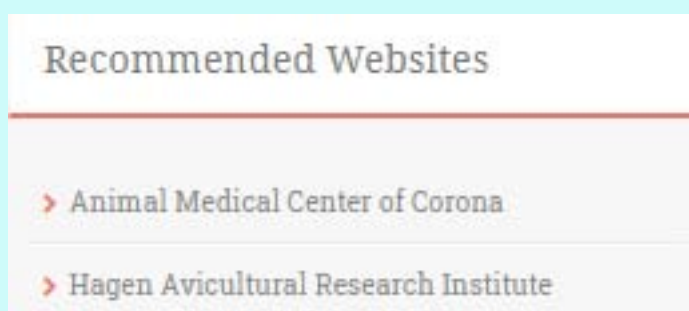 Recommended Websites
Animal Medical Center of Corona
Hagen Avicultural Research Institute